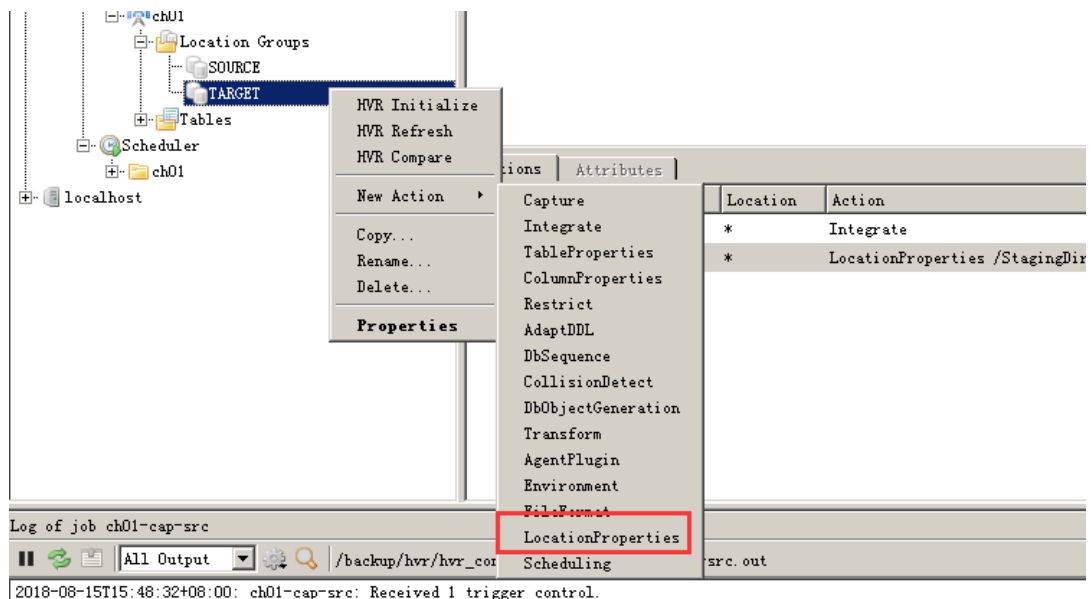 ch01
Location Groups
SOURCE
TARGET
Tables
Scheduler
ch01
localhost
HVR Initialize
HVR Refresh
HVR Compare
New Action
Copy...
Rename...
Delete...
Properties
Capture
Integrate
TableProperties
ColumnProperties
Restrict
AdaptDDL
DbSequence
CollisionDetect
DbObjectGeneration
Transform
AgentPlugin
Environment
FileFormat
LocationProperties
Scheduling
ions Attributes
Location Action
* Integrate
* LocationProperties /StagingDir
Log of job ch01-cap-src
All Output /backup/hvr/hvr_con src.out
2018-08-15T15:48:32+08:00: ch01-cap-src: Received 1 trigger control.